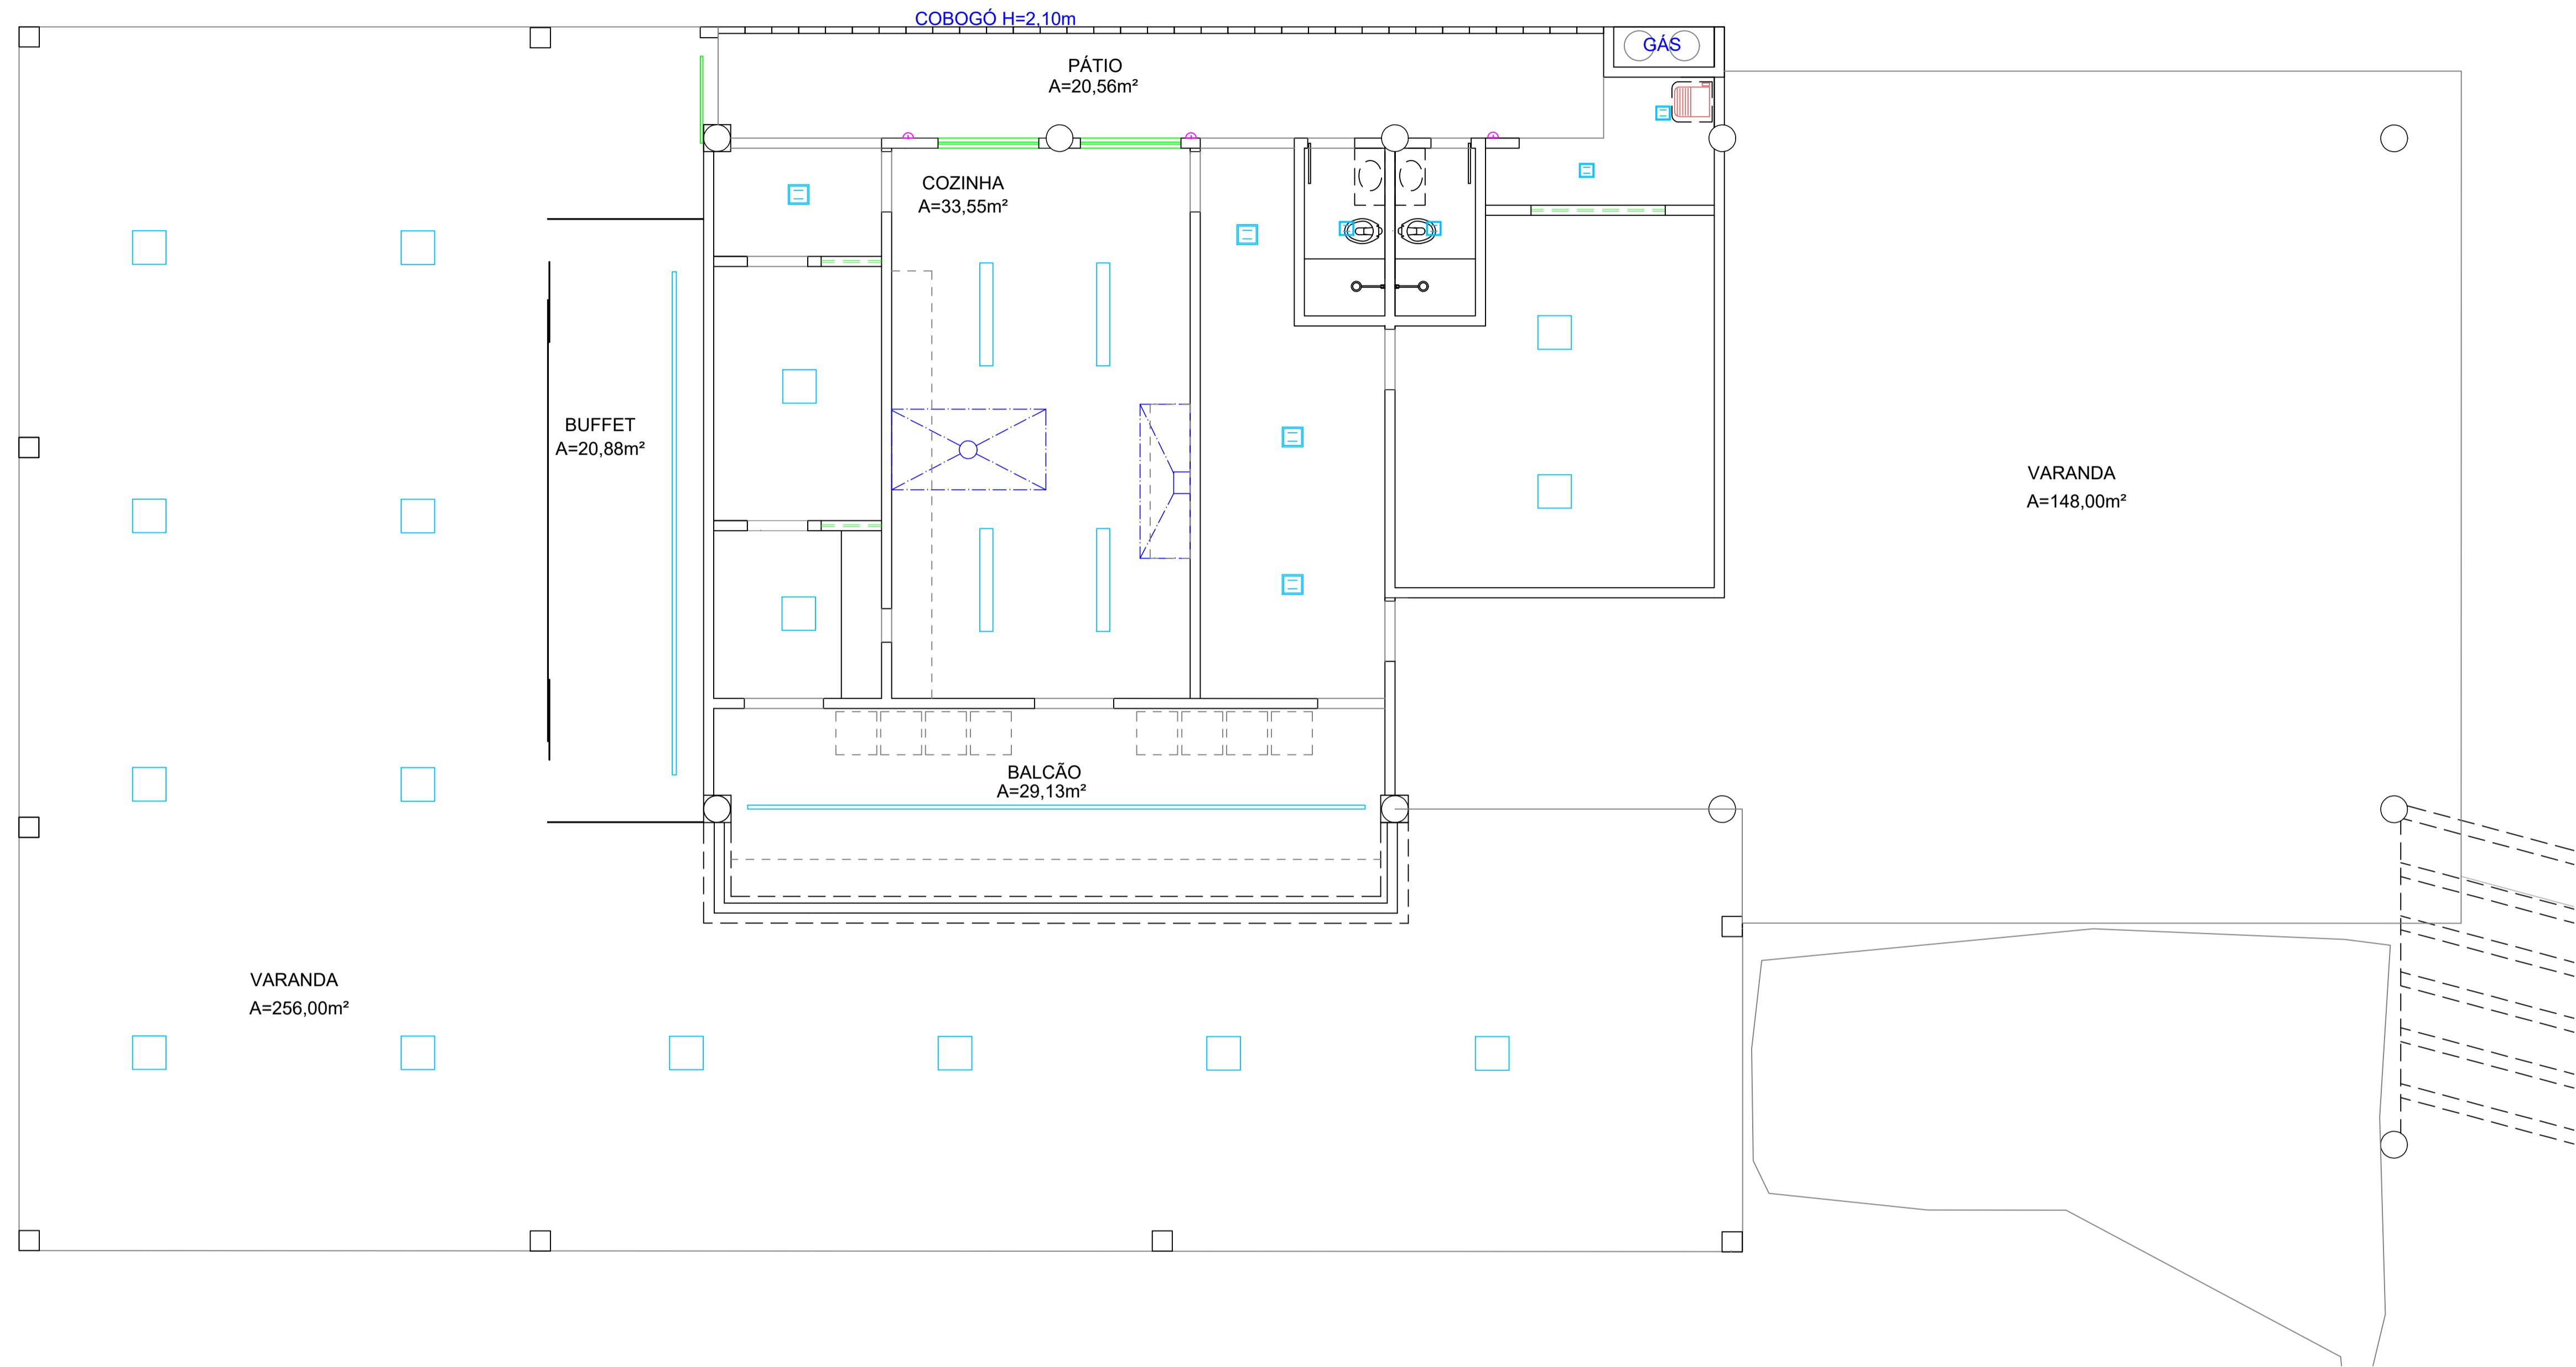 COBOGÓ H=2,10m
GÁS
PÁTIO
A=20,56m²
COZINHA
A=33,55m²
BUFFET
A=20,88m²
VARANDA
A=148,00m²
BALCÃO
A=29,13m²
VARANDA
A=256,00m²